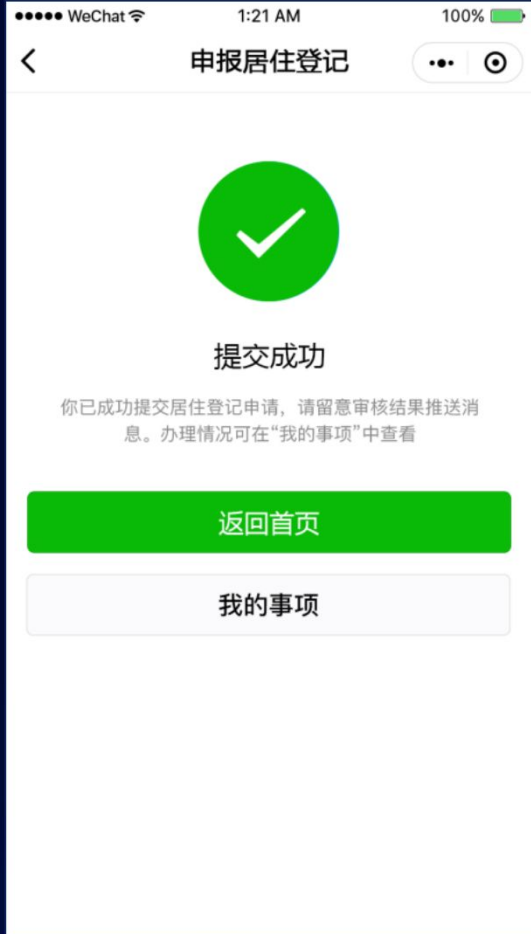 WeChat 1:21 AM 100%
申报居住登记
提交成功
你已成功提交居住登记申请，请留意审核结果推送消
息。办理情况可在“我的事项”中查看
返回首页
我的事项